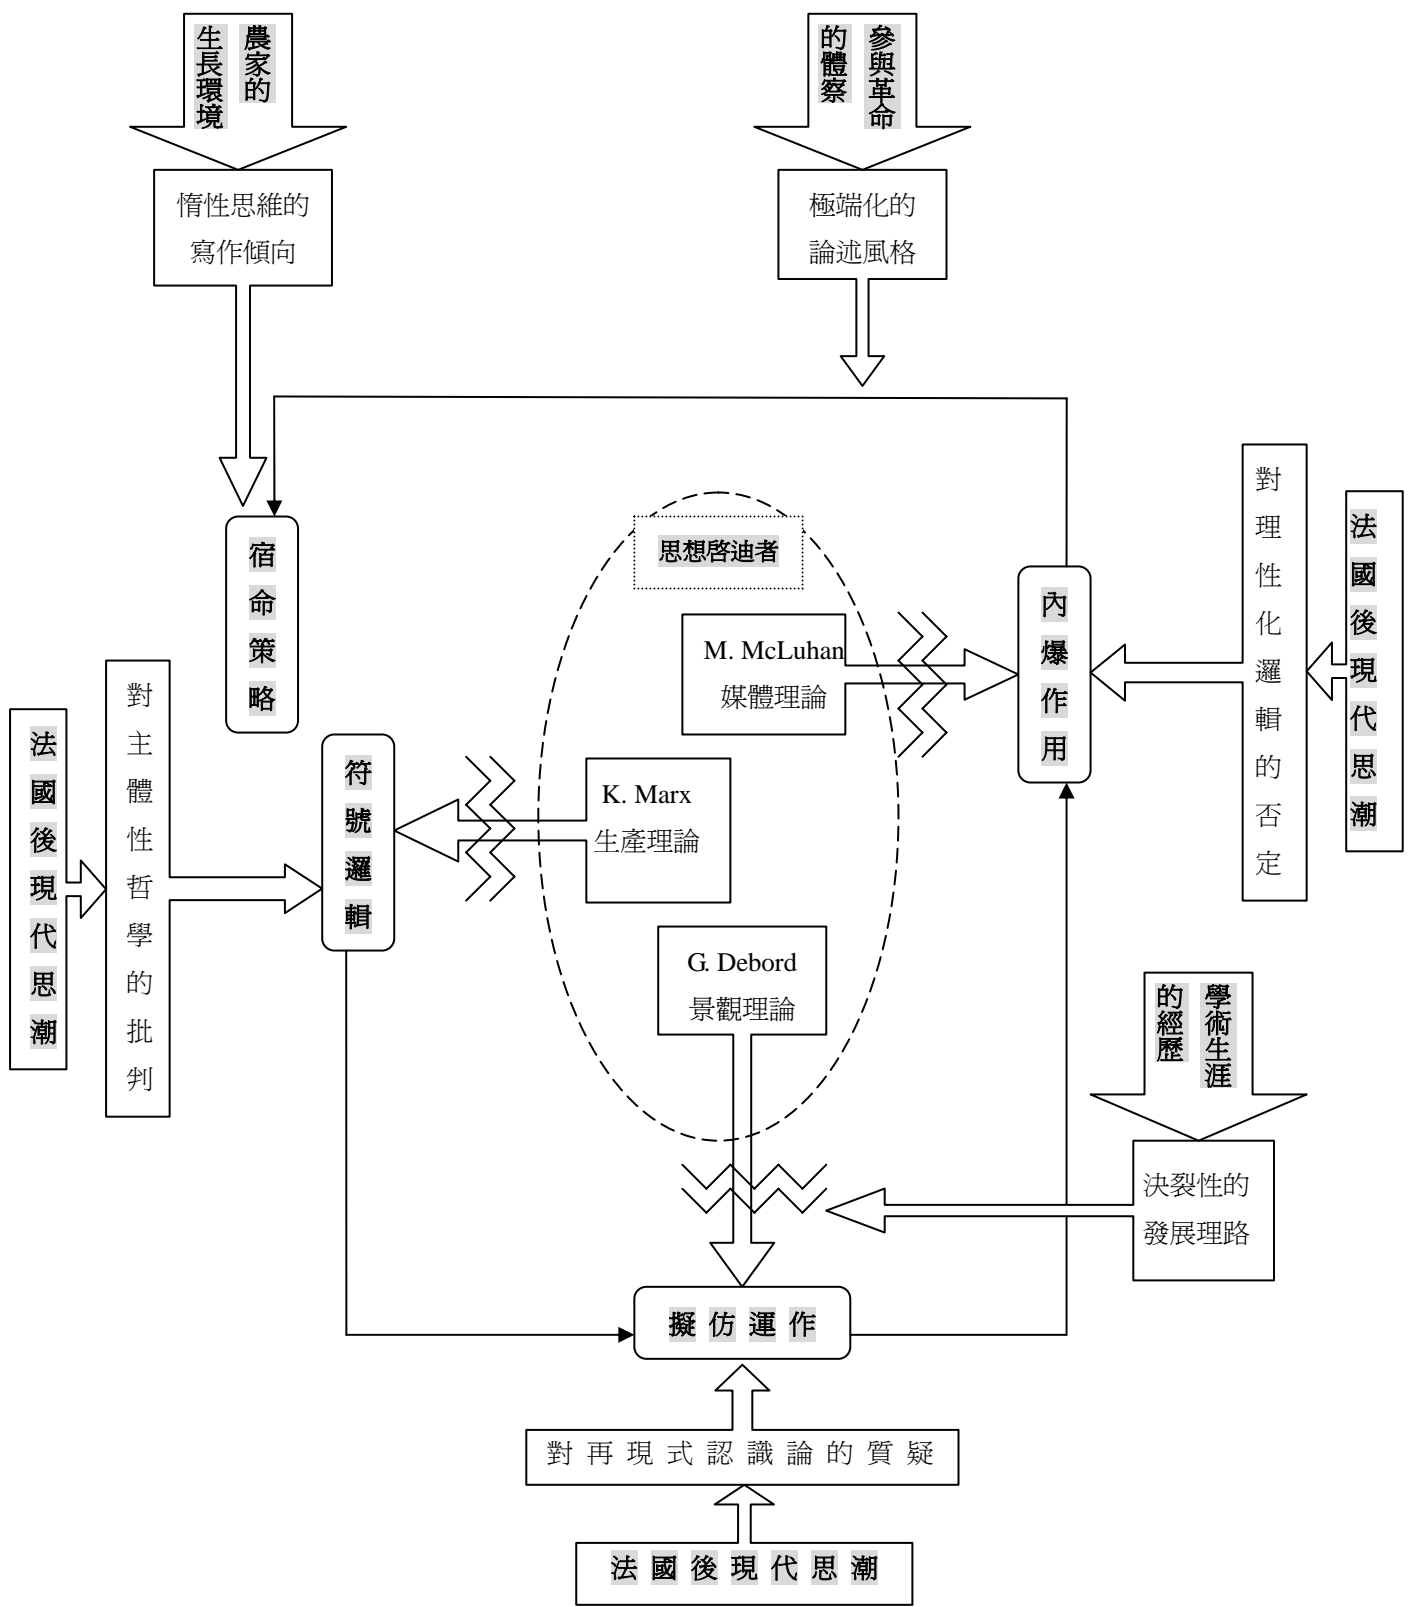 農家的
生長環境
參與革命
的體察
惰性思維的
寫作傾向
極端化的
論述風格
宿命策略
思想啓迪者
M. McLuhan
媒體理論
內爆作用
對理性化邏輯的否定
法國後現代思潮
法國後現代思潮
對主體性哲學的批判
符號邏輯
K. Marx
生產理論
G. Debord
景觀理論
學術生涯
的經歷
決裂性的
發展理路
擬仿運作
對再現式認識論的質疑
法國後現代思潮